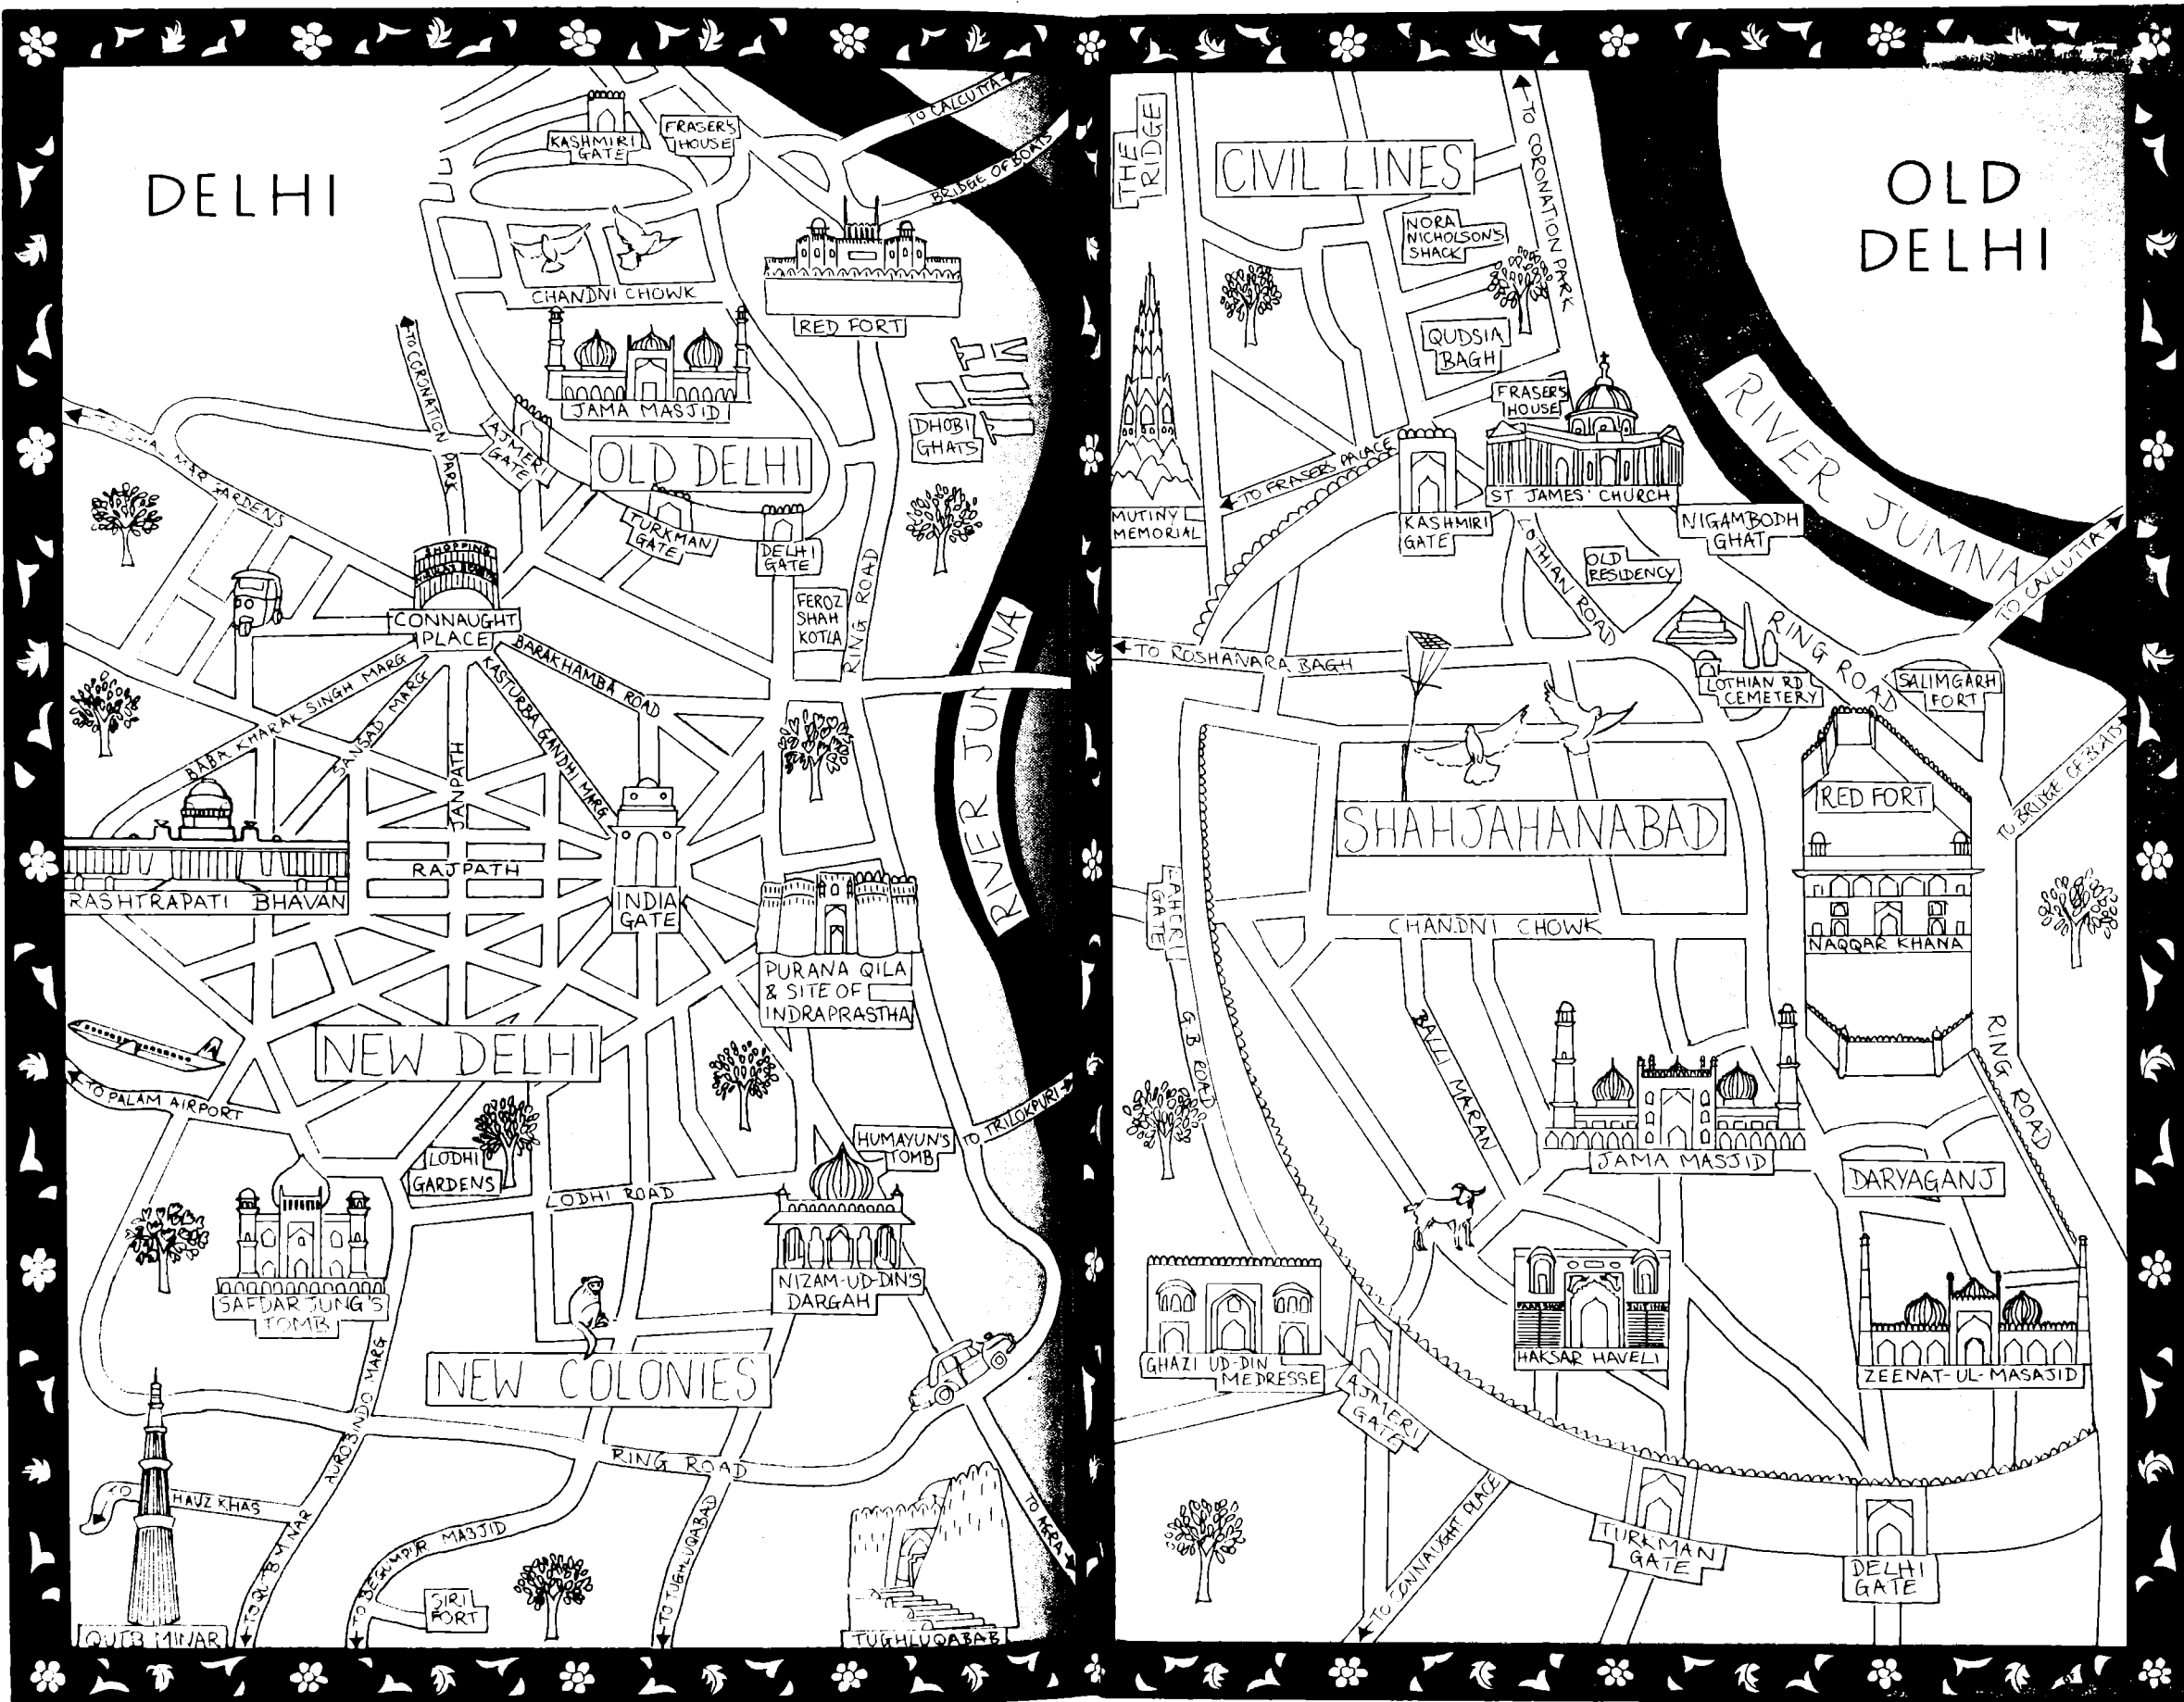 DELHI
KASHMIRI
GATE
FRASER'S
HOUSE
TO CALCUTTA
BRIDGE OF BOATS
CHANDNI CHOWK
RED FORT
TO CORONATION PARK
JAMA MASJID
AJMERI
GATE
OLD DELHI
DHOBI
GHATS
TURKMAN
GATE
DELHI
GATE
SHOPPING
CONNAUGHT
PLACE
FEROZ
SHAH
KOTLA
RING ROAD
RIVER JUMNA
BABA KHARAK SINGH MARG
SANSAD MARG
JANPATH
KASTURBA GANDHI MARG
BARAKHAMBA ROAD
RASHTRAPATI BHAVAN
RAJPATH
INDIA
GATE
PURANA QILA
& SITE OF
INDRAPRASTHA
NEW DELHI
TO PALAM AIRPORT
TO TRILOKPURI
HUMAYUN'S
TOMB
LODHI
GARDENS
LODHI ROAD
SAFDAR JUNG'S
TOMB
NIZAM-UD-DIN'S
DARGAH
NEW COLONIES
AUROBINDO MARG
RING ROAD
TO
HAUZ KHAS
TO QUTB MINAR
TO BEGUMPUR MASJID
SIRI
FORT
TO TUGHLUQABAD
TO AGRA
QUTB MINAR
TUGHLUQABAB
THE
RIDGE
CIVIL LINES
TO CORONATION PARK
OLD
DELHI
NORA
NICHOLSON'S
SHACK
QUDSIA
BAGH
FRASER'S
HOUSE
RIVER JUMNA
TO FRASER'S PALACE
MUTINY
MEMORIAL
KASHMIRI
GATE
ST. JAMES' CHURCH
NIGAMBODH
GHAT
LOTHIAN ROAD
OLD
RESIDENCY
TO CALCUTTA
TO ROSHANARA BAGH
RING ROAD
LOTHIAN RD
CEMETERY
SALIMGARH
FORT
TO BRIDGE OF BOATS
SHAHJAHANABAD
RED FORT
LAHORI
GATE
CHANDNI CHOWK
NAQQAR KHANA
G.B ROAD
BALLI MARAN
RING ROAD
JAMA MASJID
DARYAGANJ
GHAZI UD-DIN
MEDRESSE
HAKSAR HAVELI
ZEENAT-UL-MASAJID
AJMERI
GATE
TO CONNAUGHT PLACE
TURKMAN
GATE
DELHI
GATE